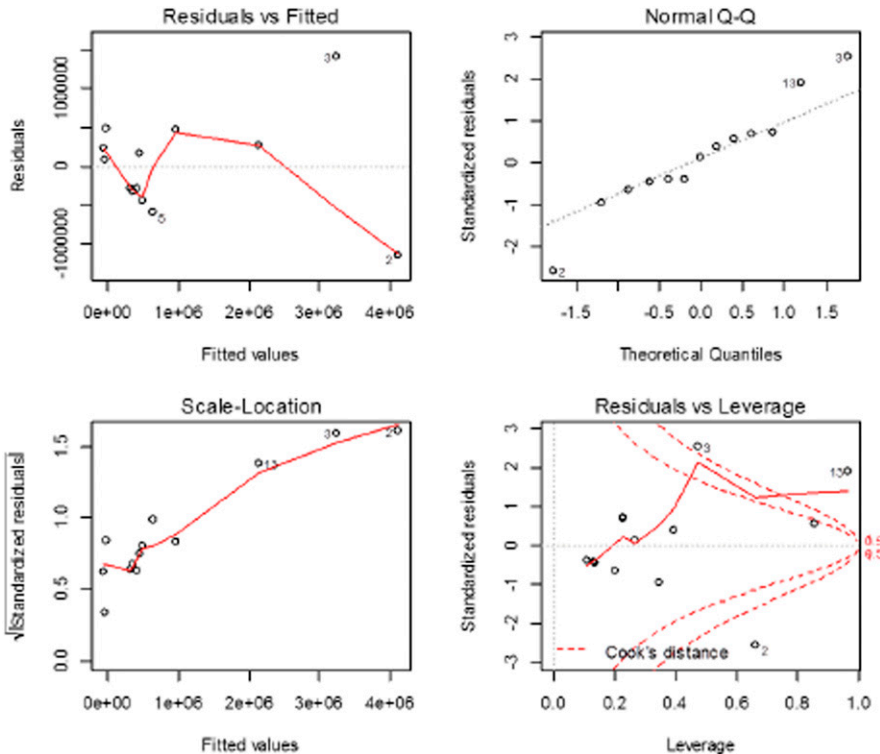 Residuals vs Fitted
Residuals
-1000000 0 1000000
3
5
2
0e+00 1e+06 2e+06 3e+06 4e+06
Fitted values
Normal Q-Q
Standardized residuals
-2 -1 0 1 2 3
3
13
2
-1.5 -0.5 0.0 0.5 1.0 1.5
Theoretical Quantiles
Scale-Location
√|Standardized residuals|
0.0 0.5 1.0 1.5
13
3
2
0e+00 1e+06 2e+06 3e+06 4e+06
Fitted values
Residuals vs Leverage
Standardized residuals
-3 -2 -1 0 1 2 3
3
13
2
Cook's distance
0.0 0.2 0.4 0.6 0.8 1.0
Leverage